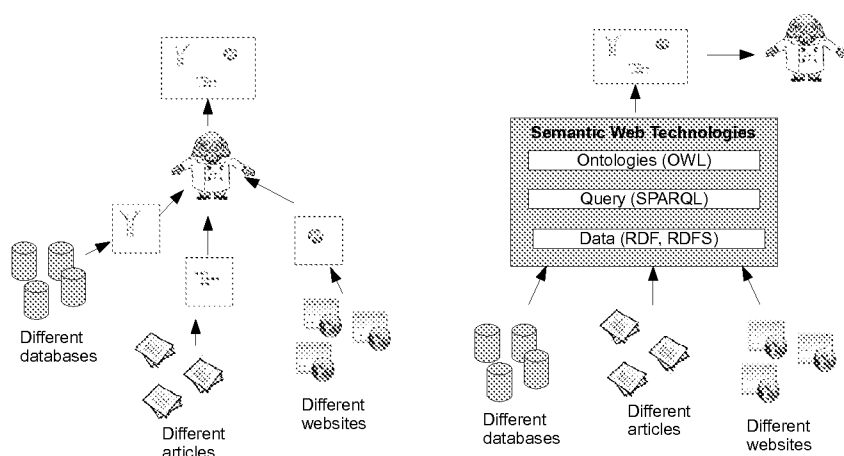 Different
databases
Different
articles
Different
websites
Semantic Web Technologies
Ontologies (OWL)
Query (SPARQL)
Data (RDF, RDFS)
Different
databases
Different
articles
Different
websites